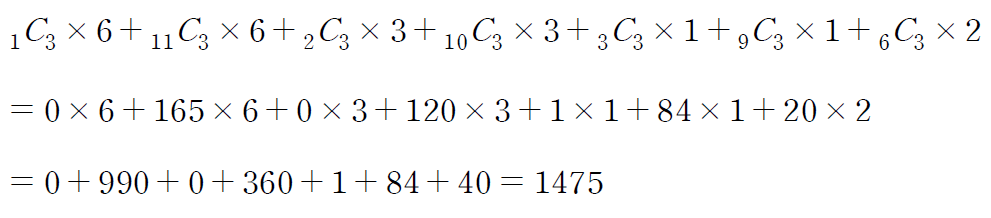 ₁C₃ × 6 + ₁₁C₃ × 6 + ₂C₃ × 3 + ₁₀C₃ × 3 + ₃C₃ × 1 + ₉C₃ × 1 + ₆C₃ × 2
= 0 × 6 + 165 × 6 + 0 × 3 + 120 × 3 + 1 × 1 + 84 × 1 + 20 × 2
= 0 + 990 + 0 + 360 + 1 + 84 + 40 = 1475